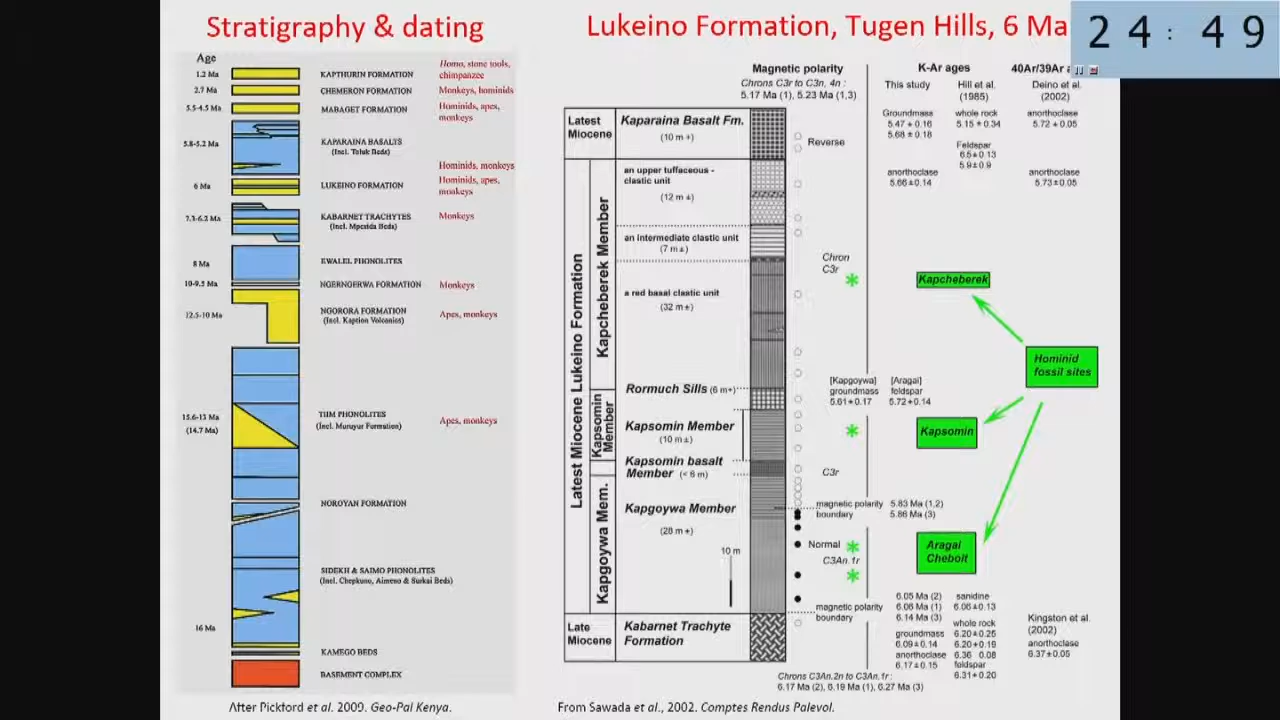 Stratigraphy & dating
Age
1.2 Ma
KAPTHURIN FORMATION
Homo, stone tools,
chimpanzee
2.7 Ma
CHEMERON FORMATION
Monkeys, hominids
5.5-4.5 Ma
MABAGET FORMATION
Hominids, apes,
monkeys
5.8-5.2 Ma
KAPARAINA BASALTS
(Incl. Toluk Beds)
Hominids, monkeys
6 Ma
LUKEINO FORMATION
Hominids, apes,
monkeys
7.3-6.2 Ma
KABARNET TRACHYTES
(Incl. Mpesida Beds)
Monkeys
8 Ma
EWALEL PHONOLITES
10-9.5 Ma
NGERNGERWA FORMATION
Monkeys
12.5-10 Ma
NGORORA FORMATION
(Incl. Kaption Volcanics)
Apes, monkeys
15.6-13 Ma
(14.7 Ma)
TIIM PHONOLITES
(Incl. Muruyur Formation)
Apes, monkeys
NOROYAN FORMATION
SIDEKH & SAIMO PHONOLITES
(Incl. Chepkuno, Aimeno & Surkai Beds)
16 Ma
KAMEGO BEDS
BASEMENT COMPLEX
After Pickford et al. 2009. Geo-Pal Kenya.
Lukeino Formation, Tugen Hills, 6 Ma
24:49
Magnetic polarity
Chrons C3r to C3n, 4n :
5.17 Ma (1), 5.23 Ma (1,3)
K-Ar ages
40Ar/39Ar
This study
Hill et al.
(1985)
Deino et al.
(2002)
Latest
Miocene
Kaparaina Basalt Fm.
(10 m ±)
Reverse
Groundmass
5.47 ± 0.16
5.68 ± 0.18
whole rock
5.15 ± 0.34
Feldspar
6.5±0.13
5.9±0.9
anorthoclase
5.72 ±0.05
anorthoclase
5.66±0.14
anorthoclase
5.73±0.05
Latest Miocene Lukeino Formation
Kapcheberek Member
an upper tuffaceous -
clastic unit
(12 m ±)
an intermediate clastic unit
(7 m±)
a red basal clastic unit
(32 m±)
Chron
C3r
*
Kapcheberek
Hominid
fossil sites
Rormuch Sills (6 m+)
[Kapgoywa]
groundmass
5.61±0.17
[Aragai]
feldspar
5.72 ±0.14
Kapsomin
Member
Kapsomin Member
(10 m±)
*
Kapsomin
Kapsomin basalt
Member (< 6 m)
C3r
Kapgoywa Mem.
Kapgoywa Member
(28 m +)
magnetic polarity
boundary
5.83 Ma (1,2)
5.88 Ma (3)
10 m
Normal *
C3An.1r
*
Aragai
Cheboit
magnetic polarity
boundary
6.05 Ma (2)
6.06 Ma (1)
6.14 Ma (3)
sanidine
6.06±0.13
Late
Miocene
Kabarnet Trachyte
Formation
groundmass
6.09±0.14
anorthoclase
6.17±0.15
whole rock
6.20±0.25
6.20±0.19
6.36 0.08
feldspar
6.31±0.20
Kingston et al.
(2002)
anorthoclase
6.37±0.05
Chrons C3An.2n to C3An.1r :
6.17 Ma (2), 6.19 Ma (1), 6.27 Ma (3)
From Sawada et al., 2002. Comptes Rendus Palevol.